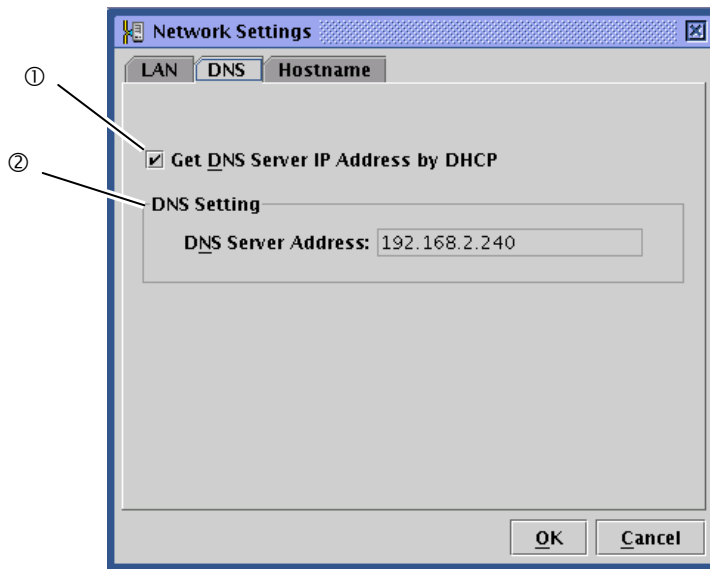 Network Settings
LAN DNS Hostname
①
Get DNS Server IP Address by DHCP
②
DNS Setting
DNS Server Address: 192.168.2.240
OK Cancel